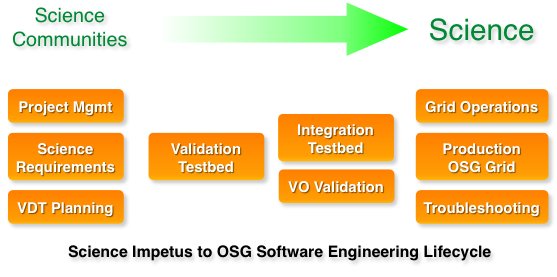 Science
Communities
Science
Project Mgmt
Science
Requirements
VDT Planning
Validation
Testbed
Integration
Testbed
VO Validation
Grid Operations
Production
OSG Grid
Troubleshooting
Science Impetus to OSG Software Engineering Lifecycle